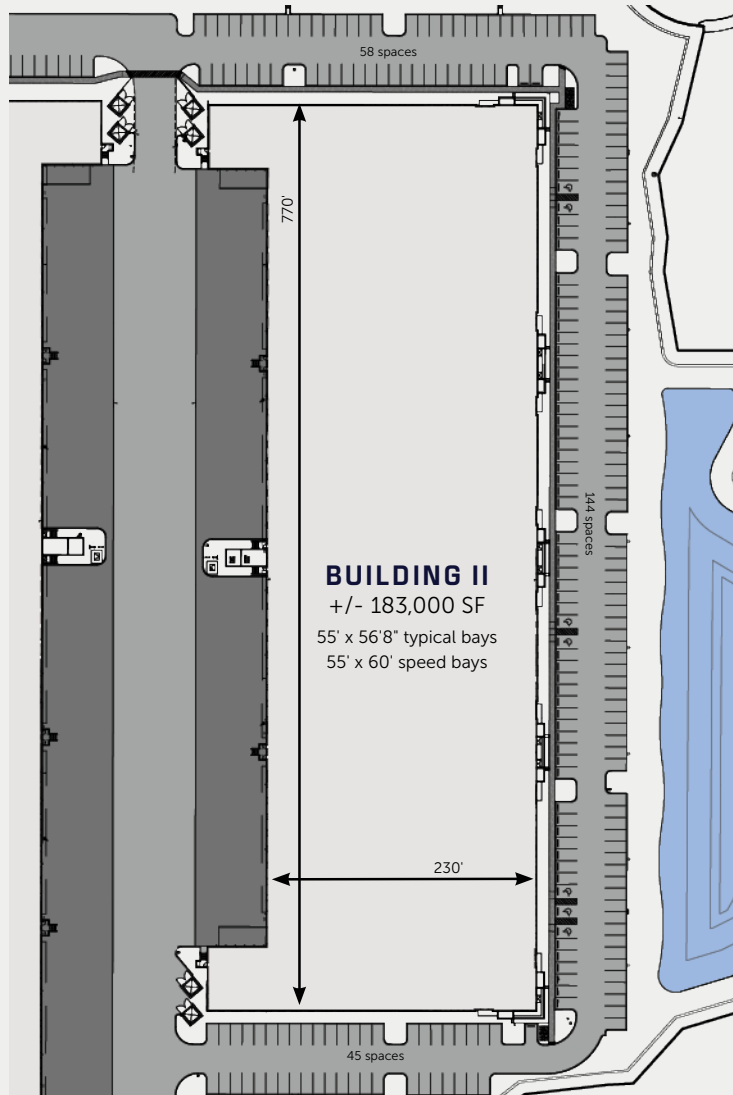 58 spaces
770'
144 spaces
BUILDING II
+/- 183,000 SF
55' x 56'8" typical bays
55' x 60' speed bays
230'
45 spaces